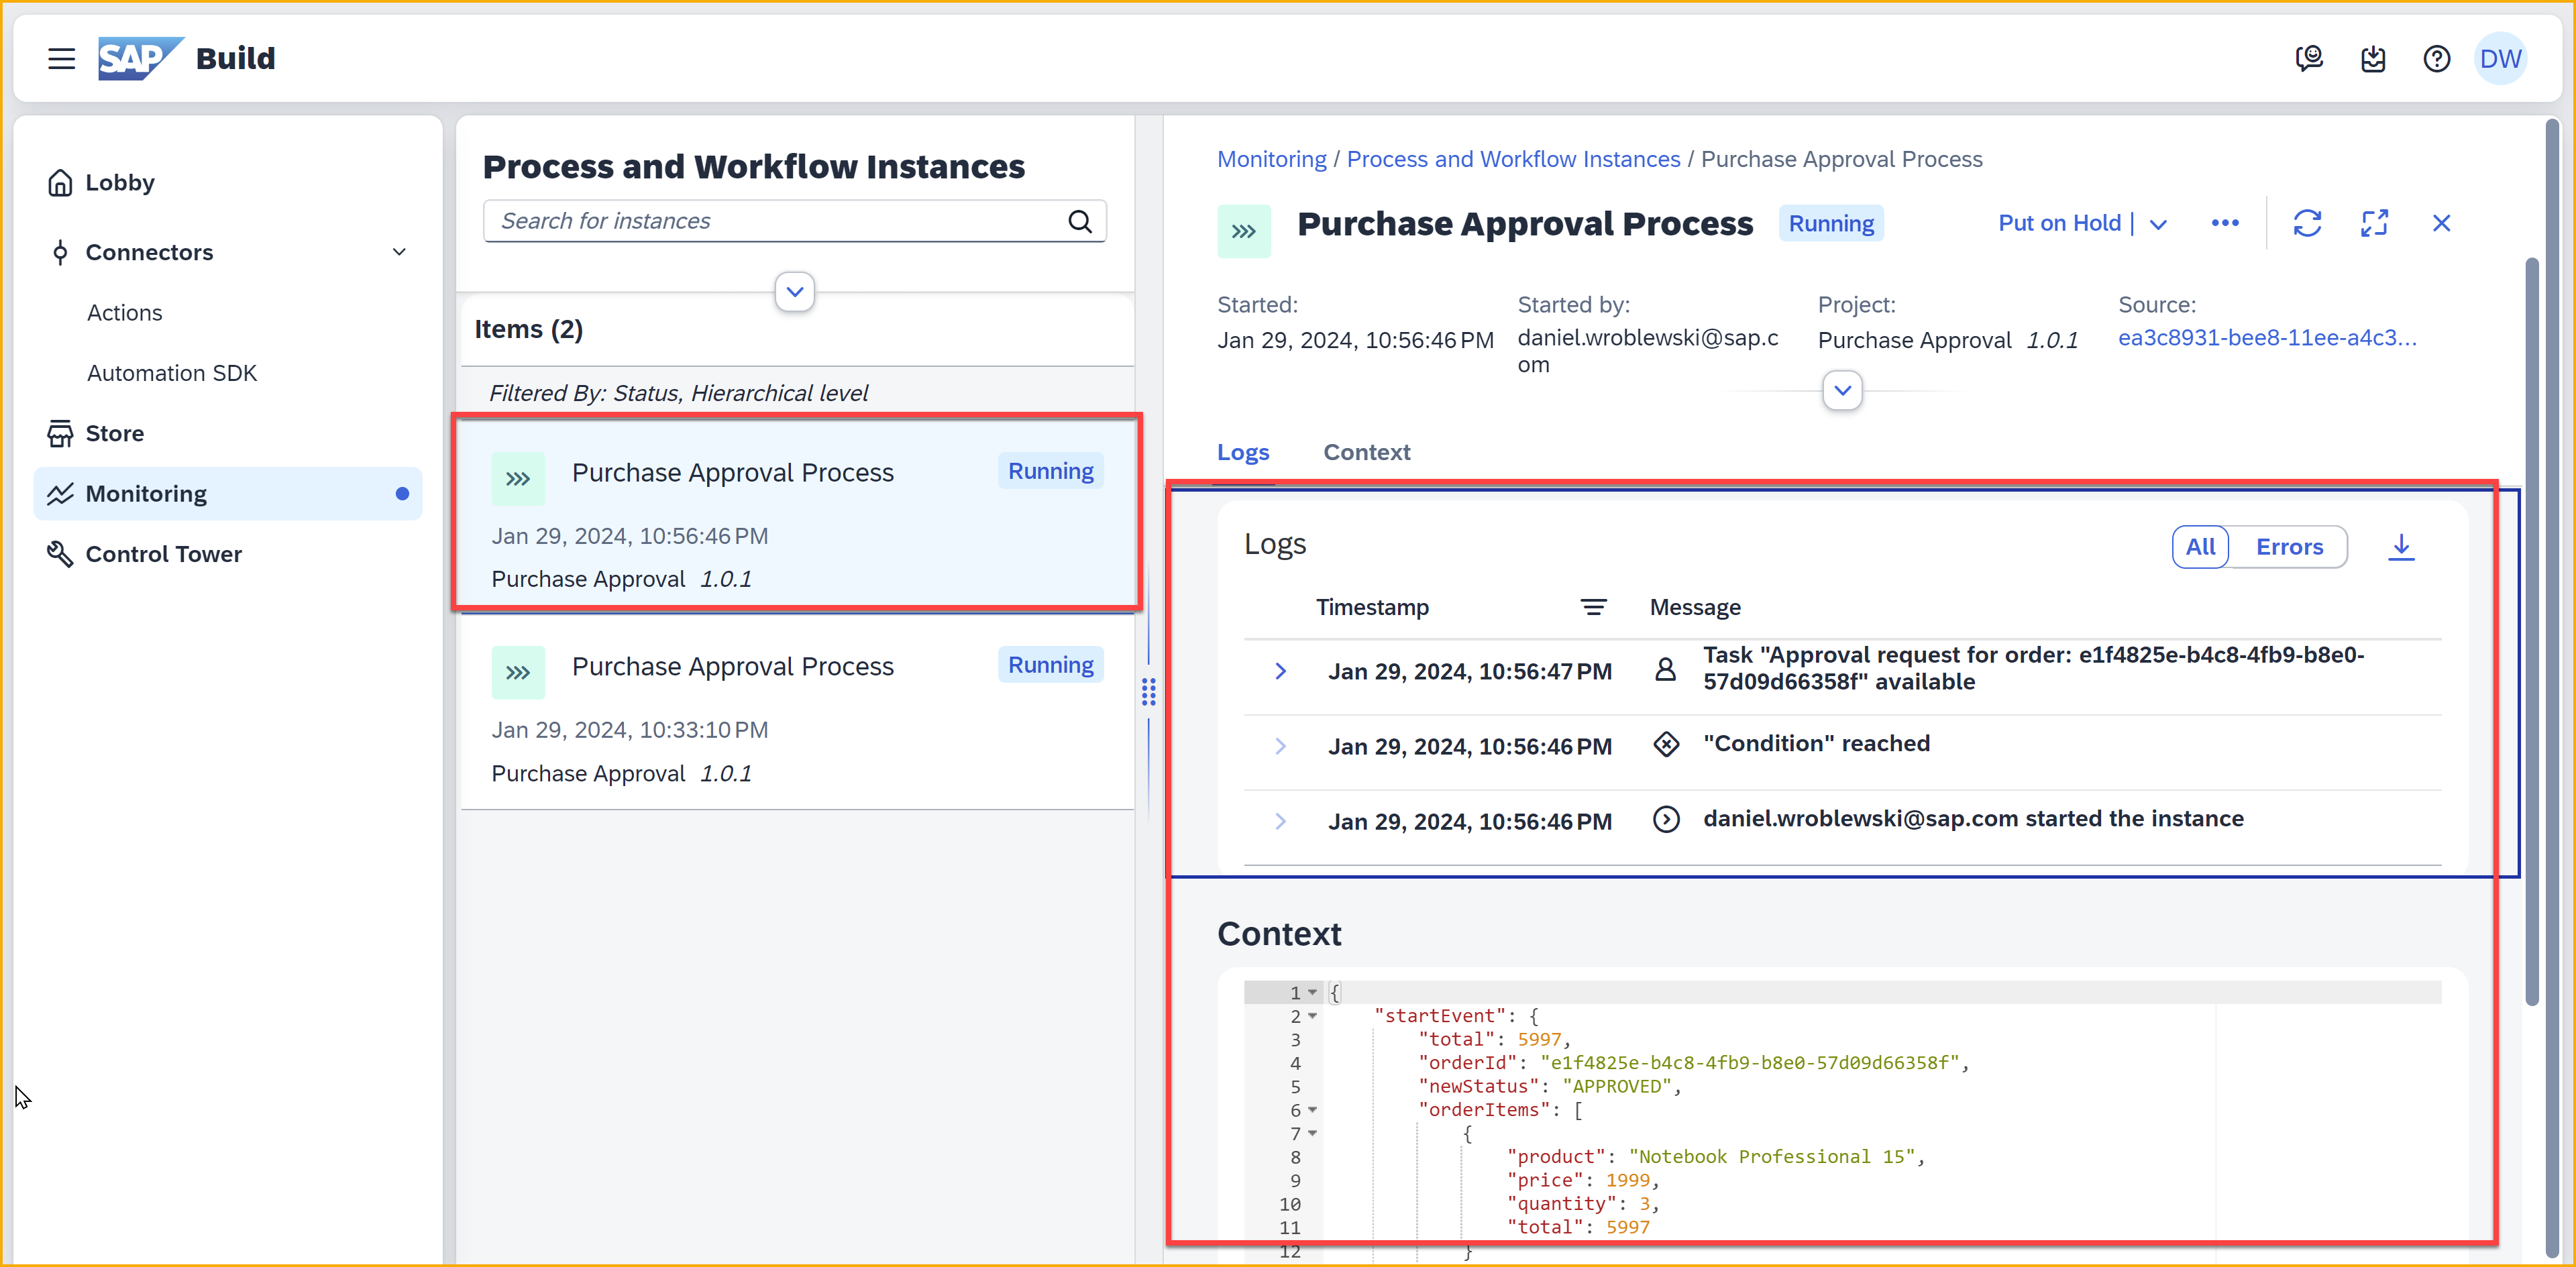 SAP Build
DW
Lobby
Connectors
Actions
Automation SDK
Store
Monitoring
Control Tower
Process and Workflow Instances
Search for instances
Items (2)
Filtered By: Status, Hierarchical level
Purchase Approval Process Running
Jan 29, 2024, 10:56:46 PM
Purchase Approval 1.0.1
Purchase Approval Process Running
Jan 29, 2024, 10:33:10 PM
Purchase Approval 1.0.1
Monitoring / Process and Workflow Instances / Purchase Approval Process
Purchase Approval Process Running Put on Hold
Started: Started by: Project: Source:
Jan 29, 2024, 10:56:46 PM daniel.wroblewski@sap.c Purchase Approval 1.0.1 ea3c8931-bee8-11ee-a4c3...
om
Logs Context
Logs All Errors
Timestamp Message
Jan 29, 2024, 10:56:47 PM Task "Approval request for order: e1f4825e-b4c8-4fb9-b8e0-
57d09d66358f" available
Jan 29, 2024, 10:56:46 PM "Condition" reached
Jan 29, 2024, 10:56:46 PM daniel.wroblewski@sap.com started the instance
Context
1 {
2 "startEvent": {
3 "total": 5997,
4 "orderId": "e1f4825e-b4c8-4fb9-b8e0-57d09d66358f",
5 "newStatus": "APPROVED",
6 "orderItems": [
7 {
8 "product": "Notebook Professional 15",
9 "price": 1999,
10 "quantity": 3,
11 "total": 5997
12 }